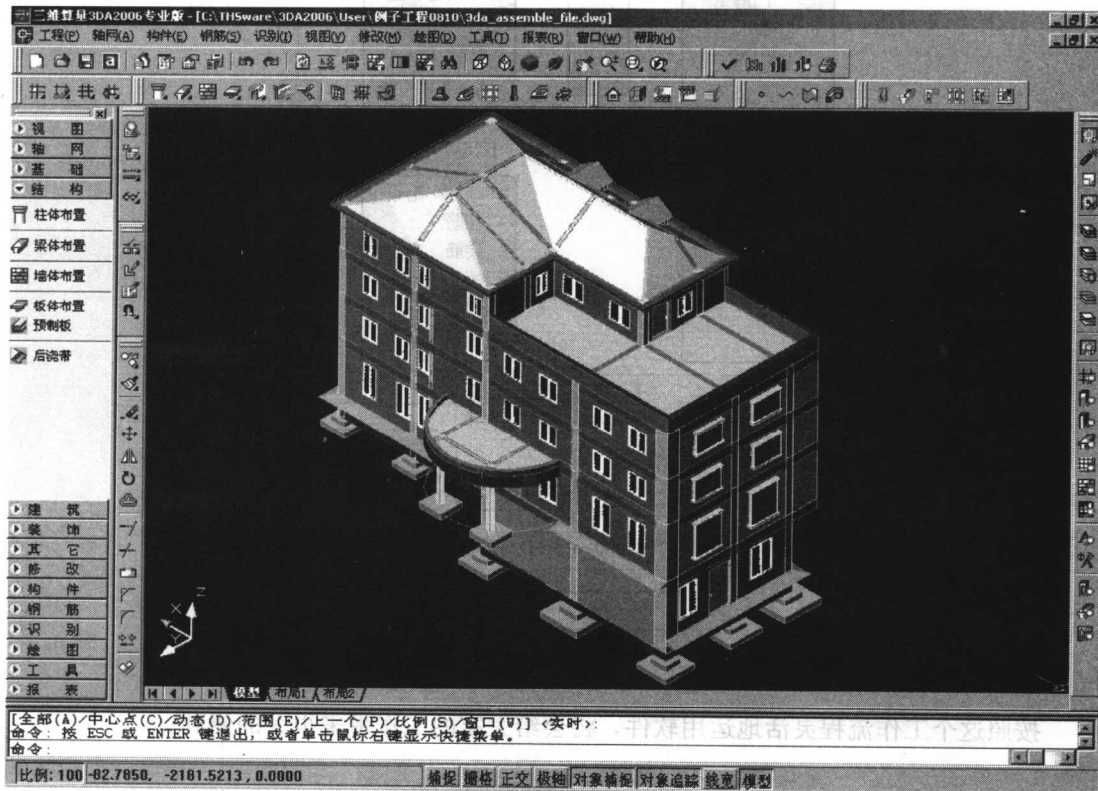 三维算量3DA2006专业版 - [C:\THSware\3DA2006\User\例子工程0810\3da_assemble_file.dwg]
工程(P) 轴网(A) 构件(E) 钢筋(S) 识别(I) 视图(V) 修改(M) 绘图(D) 工具(T) 报表(R) 窗口(W) 帮助(H)
视 图
轴 网
基 础
结 构
柱体布置
梁体布置
墙体布置
板体布置
预制板
后浇带
建 筑
装 饰
其 它
修 改
构 件
钢 筋
识 别
绘 图
工 具
报 表
Z
X
Y
模型 布局1 布局2
[全部(A)/中心点(C)/动态(D)/范围(E)/上一个(P)/比例(S)/窗口(W)] <实时>:
命令: 按 ESC 或 ENTER 键退出, 或者单击鼠标右键显示快捷菜单。
命令:
比例: 100 -82.7850, -2181.5213, 0.0000 捕捉 栅格 正交 极轴 对象捕捉 对象追踪 线宽 模型